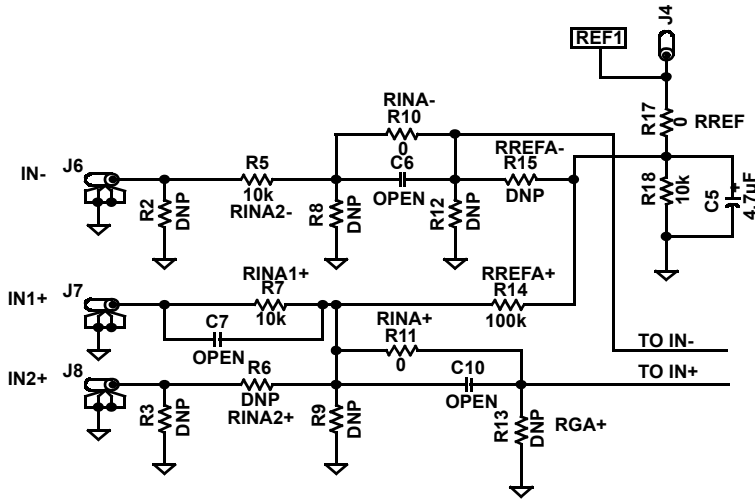 J4
REF1
R17
0
RREF
RINA-
R10
0
RREFA-
R15
DNP
C6
OPEN
IN-
J6
R5
10k
RINA2-
R2
DNP
R8
DNP
R12
DNP
R18
10k
C5
+
4.7µF
IN1+
J7
RINA1+
R7
10k
RREFA+
R14
100k
C7
OPEN
RINA+
R11
0
TO IN-
IN2+
J8
R6
DNP
RINA2+
C10
OPEN
TO IN+
R3
DNP
R9
DNP
R13
DNP
RGA+